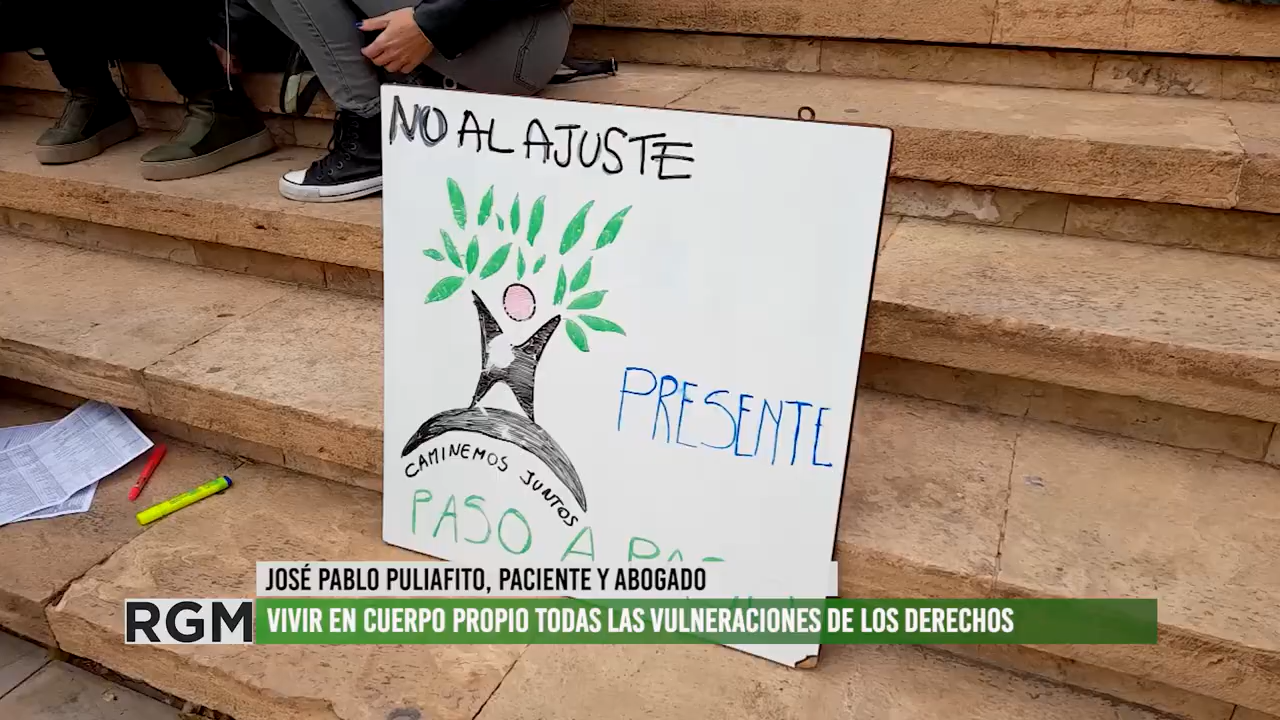 NO AL AJUSTE
PRESENTE
CAMINEMOS JUNTOS
PASO A
JOSÉ PABLO PULIAFITO, PACIENTE Y ABOGADO
RGM
VIVIR EN CUERPO PROPIO TODAS LAS VULNERACIONES DE LOS DERECHOS